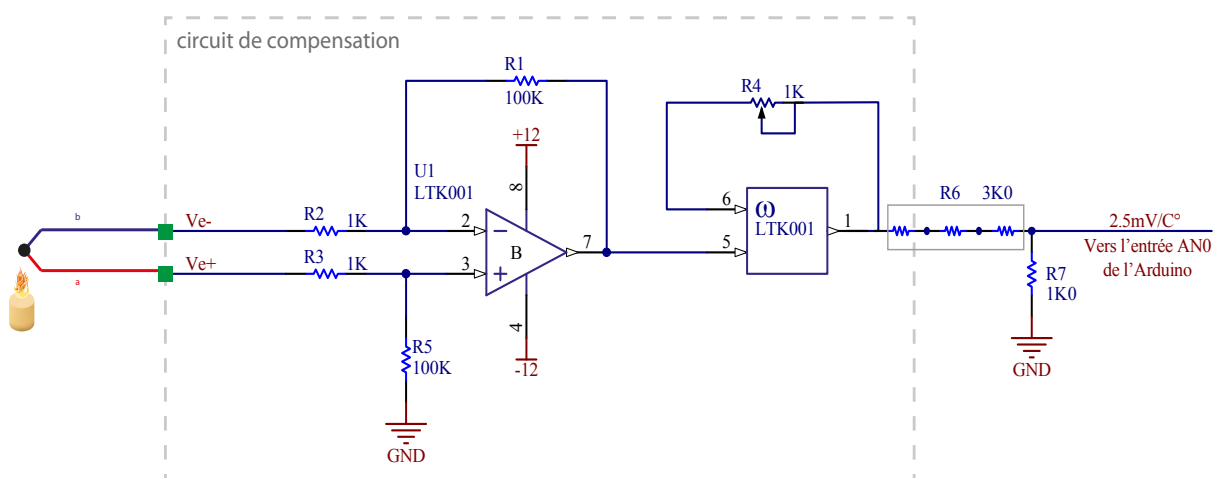 circuit de compensation
R1
100K
R4
1K
+12
U1
LTK001
8
b
Ve-
R2
1K
2
6
ω
LTK001
1
R6
3K0
2.5mV/C°
B
7
5
Vers l'entrée AN0
de l'Arduino
Ve+
R3
1K
3
a
R7
1K0
4
R5
100K
-12
GND
GND